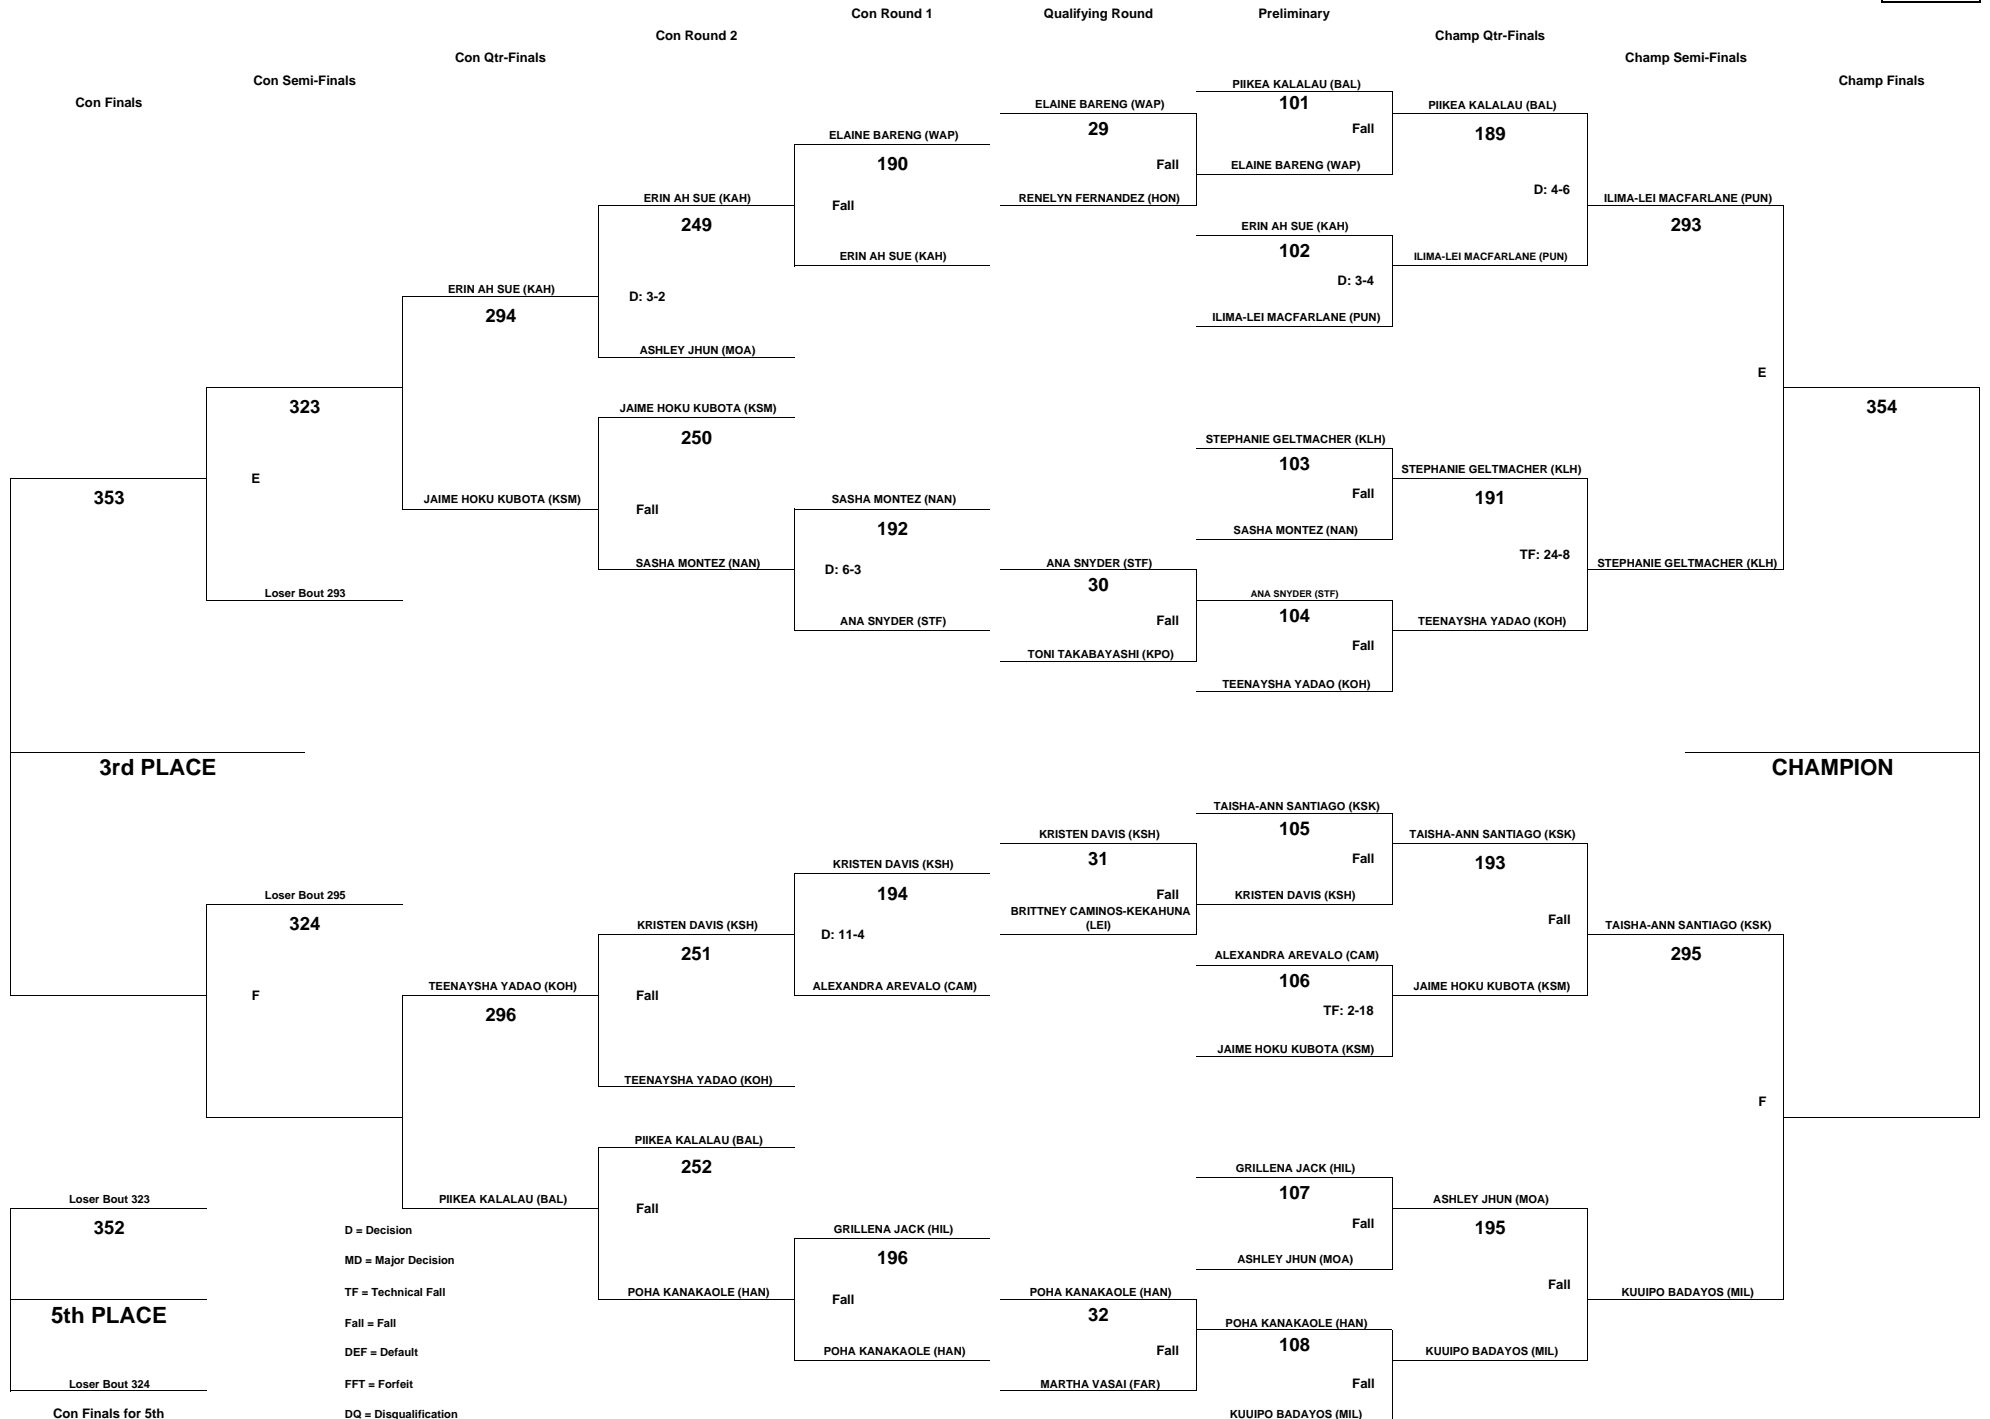 Con Round 1
Qualifying Round
Preliminary
Con Round 2
Champ Qtr-Finals
Con Qtr-Finals
Champ Semi-Finals
Con Semi-Finals
Champ Finals
Con Finals
PIIKEA KALALAU (BAL)
101
Fall
ELAINE BARENG (WAP)
ELAINE BARENG (WAP)
29
Fall
RENELYN FERNANDEZ (HON)
PIIKEA KALALAU (BAL)
189
D: 4-6
ILIMA-LEI MACFARLANE (PUN)
ELAINE BARENG (WAP)
190
Fall
ERIN AH SUE (KAH)
ERIN AH SUE (KAH)
249
D: 3-2
ASHLEY JHUN (MOA)
ERIN AH SUE (KAH)
102
D: 3-4
ILIMA-LEI MACFARLANE (PUN)
ILIMA-LEI MACFARLANE (PUN)
293
E
STEPHANIE GELTMACHER (KLH)
ERIN AH SUE (KAH)
294
JAIME HOKU KUBOTA (KSM)
323
E
Loser Bout 293
354
353
JAIME HOKU KUBOTA (KSM)
250
Fall
SASHA MONTEZ (NAN)
STEPHANIE GELTMACHER (KLH)
103
Fall
SASHA MONTEZ (NAN)
STEPHANIE GELTMACHER (KLH)
191
TF: 24-8
TEENAYSHA YADAO (KOH)
SASHA MONTEZ (NAN)
192
D: 6-3
ANA SNYDER (STF)
ANA SNYDER (STF)
30
Fall
TONI TAKABAYASHI (KPO)
ANA SNYDER (STF)
104
Fall
TEENAYSHA YADAO (KOH)
3rd PLACE
CHAMPION
TAISHA-ANN SANTIAGO (KSK)
105
Fall
KRISTEN DAVIS (KSH)
KRISTEN DAVIS (KSH)
31
Fall
BRITTNEY CAMINOS-KEKAHUNA
(LEI)
TAISHA-ANN SANTIAGO (KSK)
193
Fall
JAIME HOKU KUBOTA (KSM)
KRISTEN DAVIS (KSH)
194
D: 11-4
ALEXANDRA AREVALO (CAM)
Loser Bout 295
324
F
KRISTEN DAVIS (KSH)
251
Fall
TEENAYSHA YADAO (KOH)
TAISHA-ANN SANTIAGO (KSK)
295
F
KUUIPO BADAYOS (MIL)
ALEXANDRA AREVALO (CAM)
106
TF: 2-18
JAIME HOKU KUBOTA (KSM)
TEENAYSHA YADAO (KOH)
296
PIIKEA KALALAU (BAL)
PIIKEA KALALAU (BAL)
252
Fall
POHA KANAKAOLE (HAN)
GRILLENA JACK (HIL)
107
Fall
ASHLEY JHUN (MOA)
ASHLEY JHUN (MOA)
195
Fall
KUUIPO BADAYOS (MIL)
GRILLENA JACK (HIL)
196
Fall
POHA KANAKAOLE (HAN)
POHA KANAKAOLE (HAN)
32
Fall
MARTHA VASAI (FAR)
POHA KANAKAOLE (HAN)
108
Fall
KUUIPO BADAYOS (MIL)
Loser Bout 323
352
5th PLACE
Loser Bout 324
Con Finals for 5th
D = Decision
MD = Major Decision
TF = Technical Fall
Fall = Fall
DEF = Default
FFT = Forfeit
DQ = Disqualification